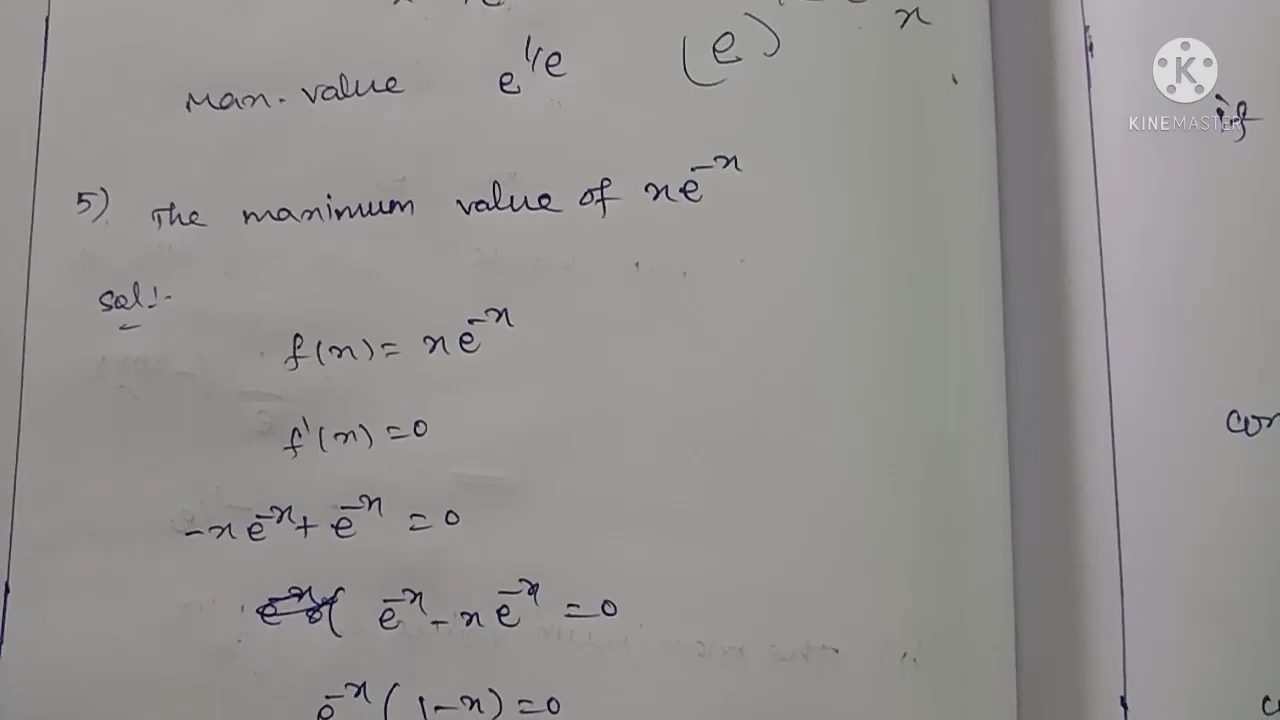 Max. value e^{1/e} (e) x
KINEMASTER
if
5) The maximum value of xe^{-x}
Sol:-
f(x) = xe^{-x}
f'(x) = 0
-xe^{-x} + e^{-x} = 0
e^{-x} - xe^{-x} = 0
e^{-x}(1-x) = 0